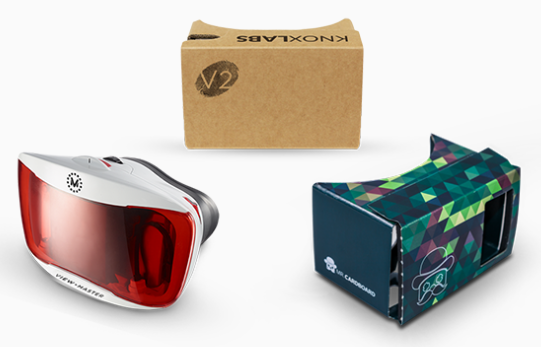 KNOXLABS
V2
M
VIEW-MASTER
MR CARDBOARD